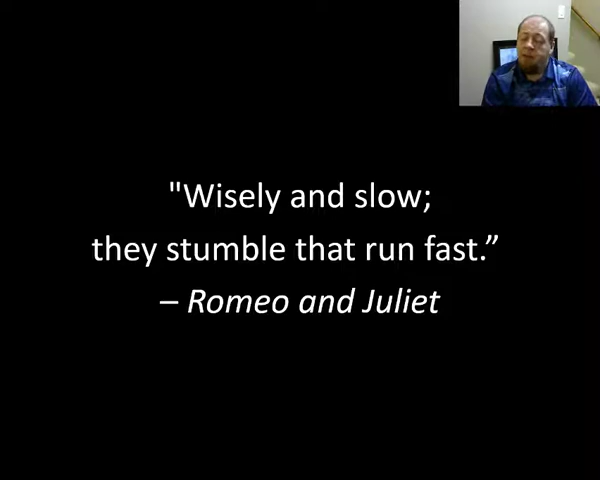 "Wisely and slow;
they stumble that run fast.”
– Romeo and Juliet